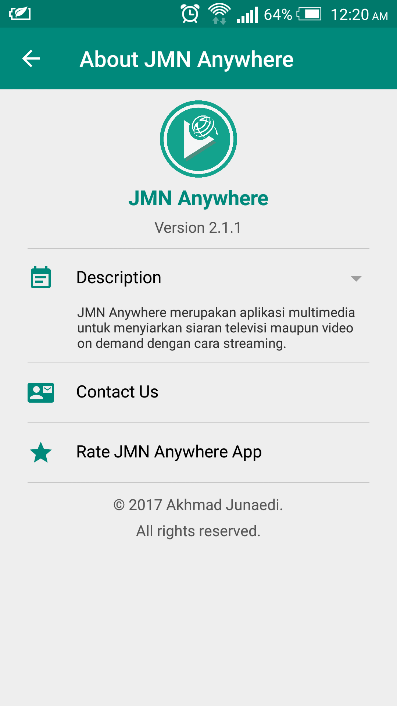 64% 12:20 AM
About JMN Anywhere
JMN Anywhere
Version 2.1.1
Description
JMN Anywhere merupakan aplikasi multimedia
untuk menyiarkan siaran televisi maupun video
on demand dengan cara streaming.
Contact Us
Rate JMN Anywhere App
© 2017 Akhmad Junaedi.
All rights reserved.